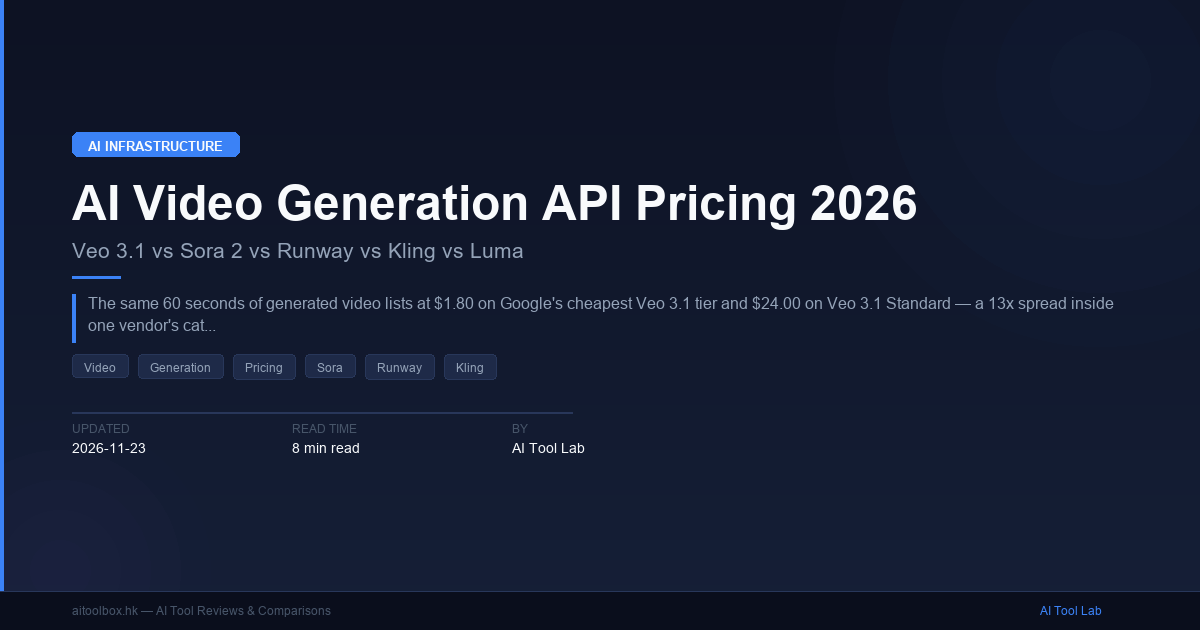 AI INFRASTRUCTURE
AI Video Generation API Pricing 2026
Veo 3.1 vs Sora 2 vs Runway vs Kling vs Luma
The same 60 seconds of generated video lists at $1.80 on Google's cheapest Veo 3.1 tier and $24.00 on Veo 3.1 Standard — a 13x spread inside
one vendor's cat...
Video Generation Pricing Sora Runway Kling
UPDATED READ TIME BY
2026-11-23 8 min read AI Tool Lab
aitoolbox.hk — AI Tool Reviews & Comparisons AI Tool Lab